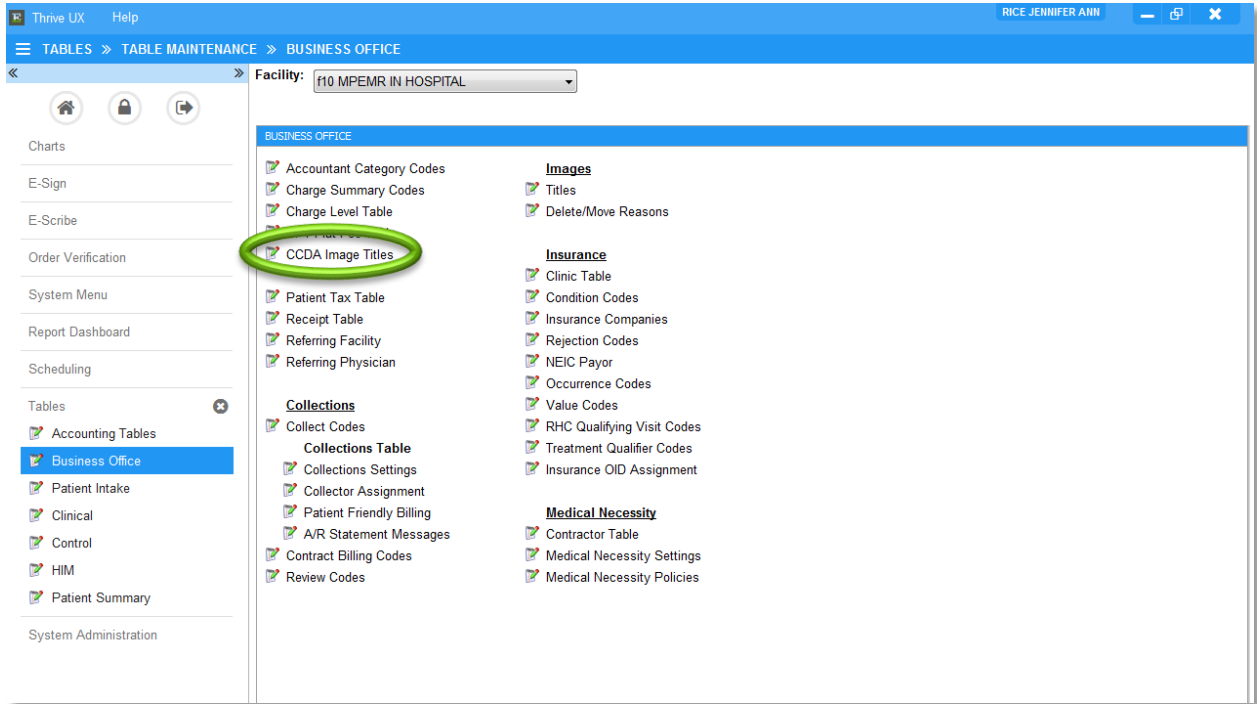 Thrive UX Help RICE JENNIFER ANN
TABLES » TABLE MAINTENANCE » BUSINESS OFFICE
Facility: f10 MPEMR IN HOSPITAL
Charts
E-Sign
E-Scribe
Order Verification
System Menu
Report Dashboard
Scheduling
Tables
Accounting Tables
Business Office
Patient Intake
Clinical
Control
HIM
Patient Summary
System Administration
BUSINESS OFFICE
Accountant Category Codes
Charge Summary Codes
Charge Level Table
CCDA Image Titles
Patient Tax Table
Receipt Table
Referring Facility
Referring Physician
Collections
Collect Codes
Collections Table
Collections Settings
Collector Assignment
Patient Friendly Billing
A/R Statement Messages
Contract Billing Codes
Review Codes
Images
Titles
Delete/Move Reasons
Insurance
Clinic Table
Condition Codes
Insurance Companies
Rejection Codes
NEIC Payor
Occurrence Codes
Value Codes
RHC Qualifying Visit Codes
Treatment Qualifier Codes
Insurance OID Assignment
Medical Necessity
Contractor Table
Medical Necessity Settings
Medical Necessity Policies